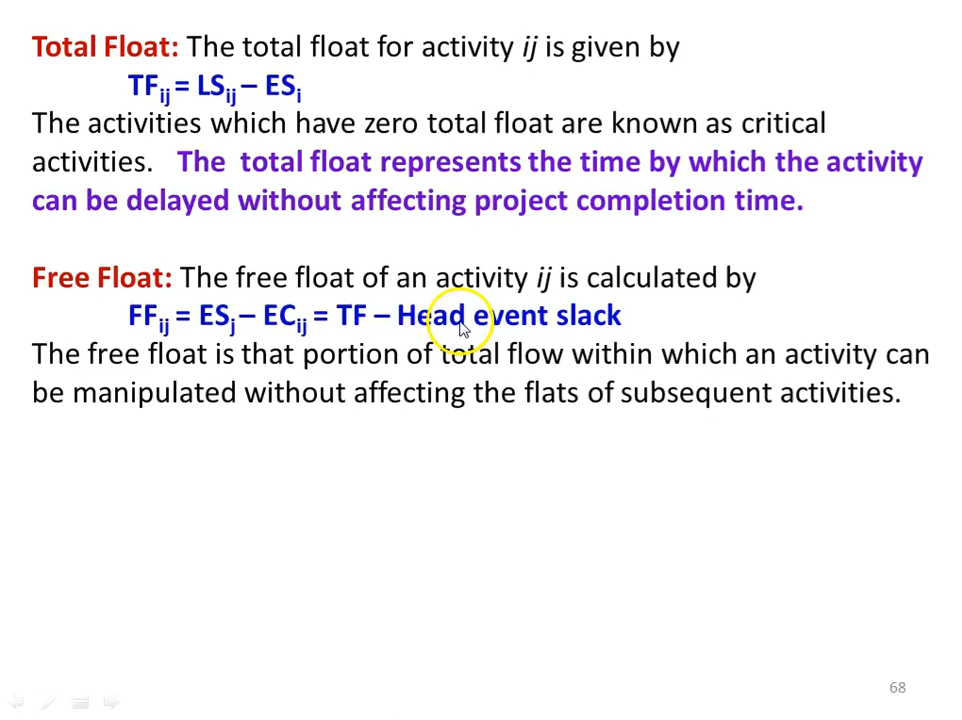 Total Float: The total float for activity ij is given by
TFij = LSij – ESi
The activities which have zero total float are known as critical
activities. The total float represents the time by which the activity
can be delayed without affecting project completion time.
Free Float: The free float of an activity ij is calculated by
FFij = ESj – ECij = TF – Head event slack
The free float is that portion of total flow within which an activity can
be manipulated without affecting the flats of subsequent activities.
68